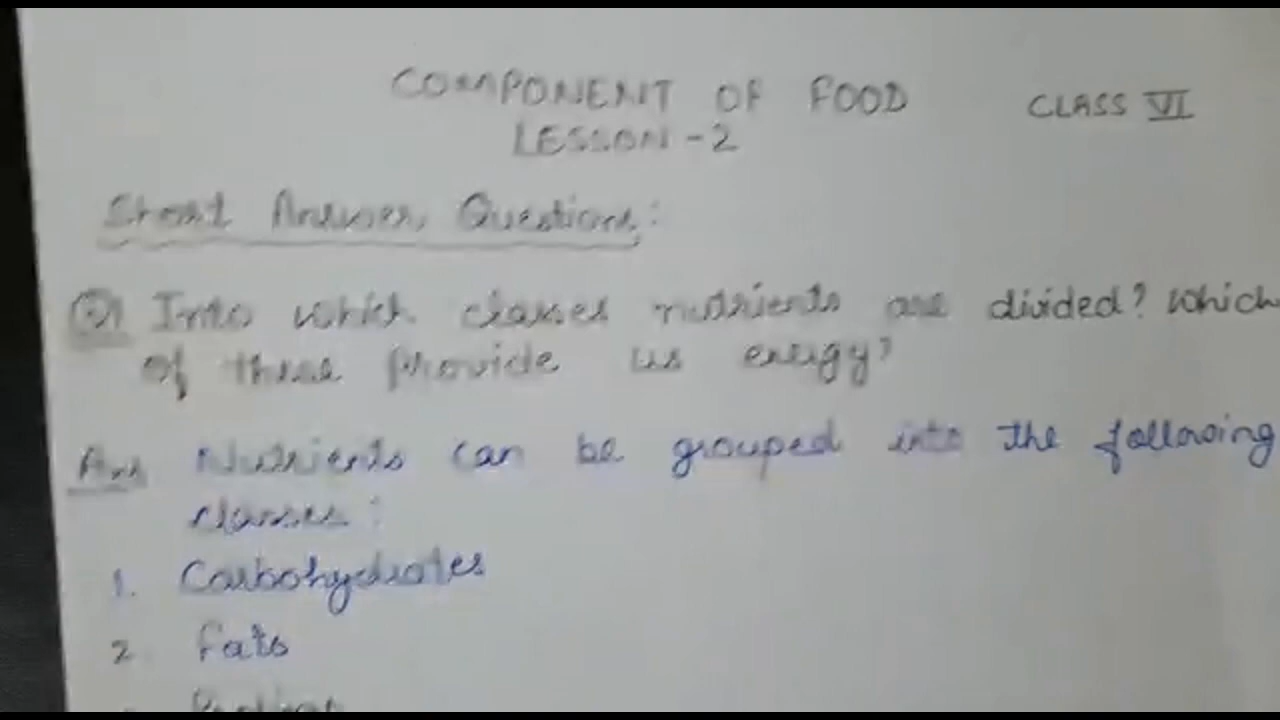 COMPONENT OF FOOD CLASS VI
LESSON-2
Short Answer Questions:
Q1 Into which classes nutrients are divided? Which
of these provide us energy?
Ans Nutrients can be grouped into the following
classes:
1. Carbohydrates
2. Fats